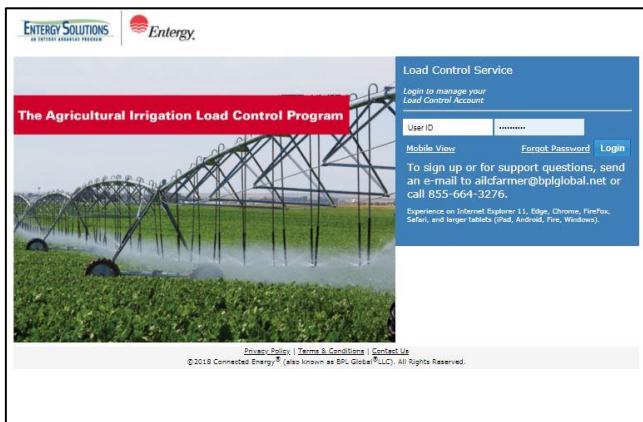 ENTERGY SOLUTIONS
AN ENTERGY ARKANSAS PROGRAM
Entergy.
The Agricultural Irrigation Load Control Program
Load Control Service
Login to manage your
Load Control Account
User ID
••••••••••
Mobile View Forgot Password Login
To sign up or for support questions, send
an e-mail to ailcfarmer@bplglobal.net or
call 855-664-3276.
Experience on Internet Explorer 11, Edge, Chrome, FireFox,
Safari, and larger tablets (iPad, Android, Fire, Windows).
Privacy Policy | Terms & Conditions | Contact Us
©2018 Connected Energy® (also known as BPL Global®LLC). All Rights Reserved.